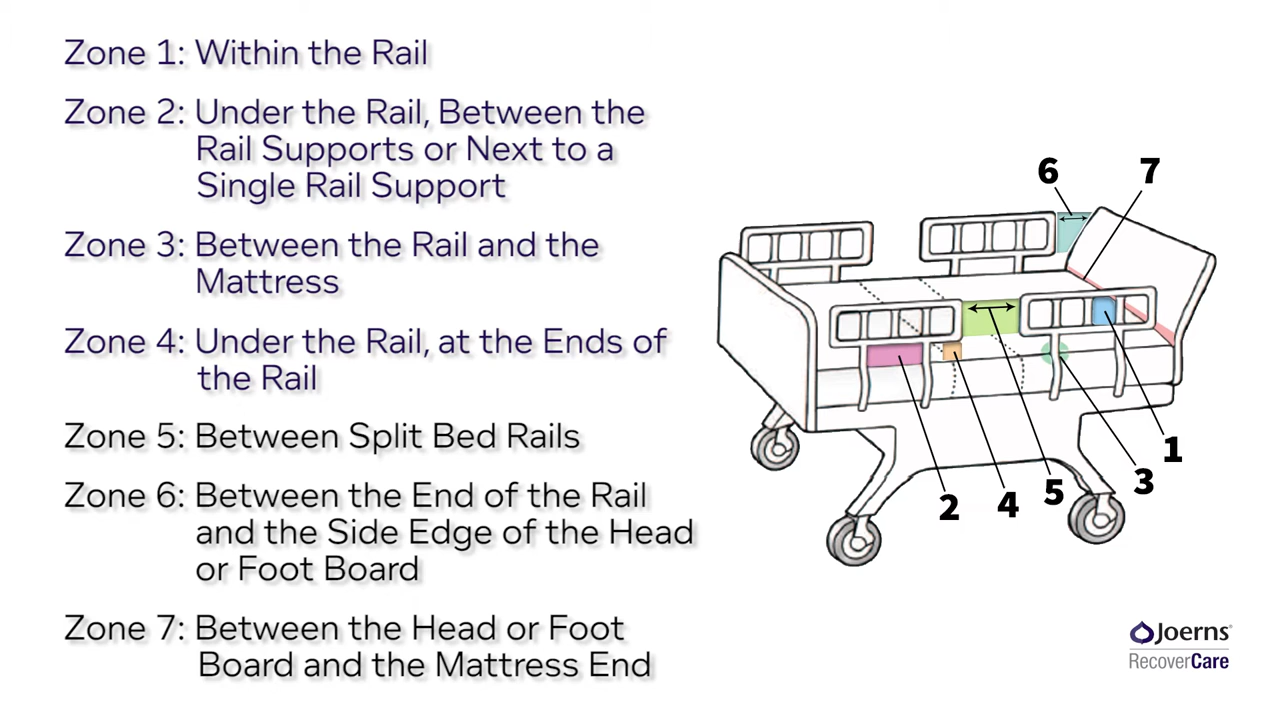 Zone 1: Within the Rail
Zone 2: Under the Rail, Between the
Rail Supports or Next to a
Single Rail Support
Zone 3: Between the Rail and the
Mattress
Zone 4: Under the Rail, at the Ends of
the Rail
Zone 5: Between Split Bed Rails
Zone 6: Between the End of the Rail
and the Side Edge of the Head
or Foot Board
Zone 7: Between the Head or Foot
Board and the Mattress End
6 7
1
3
5
4
2
Joerns®
RecoverCare